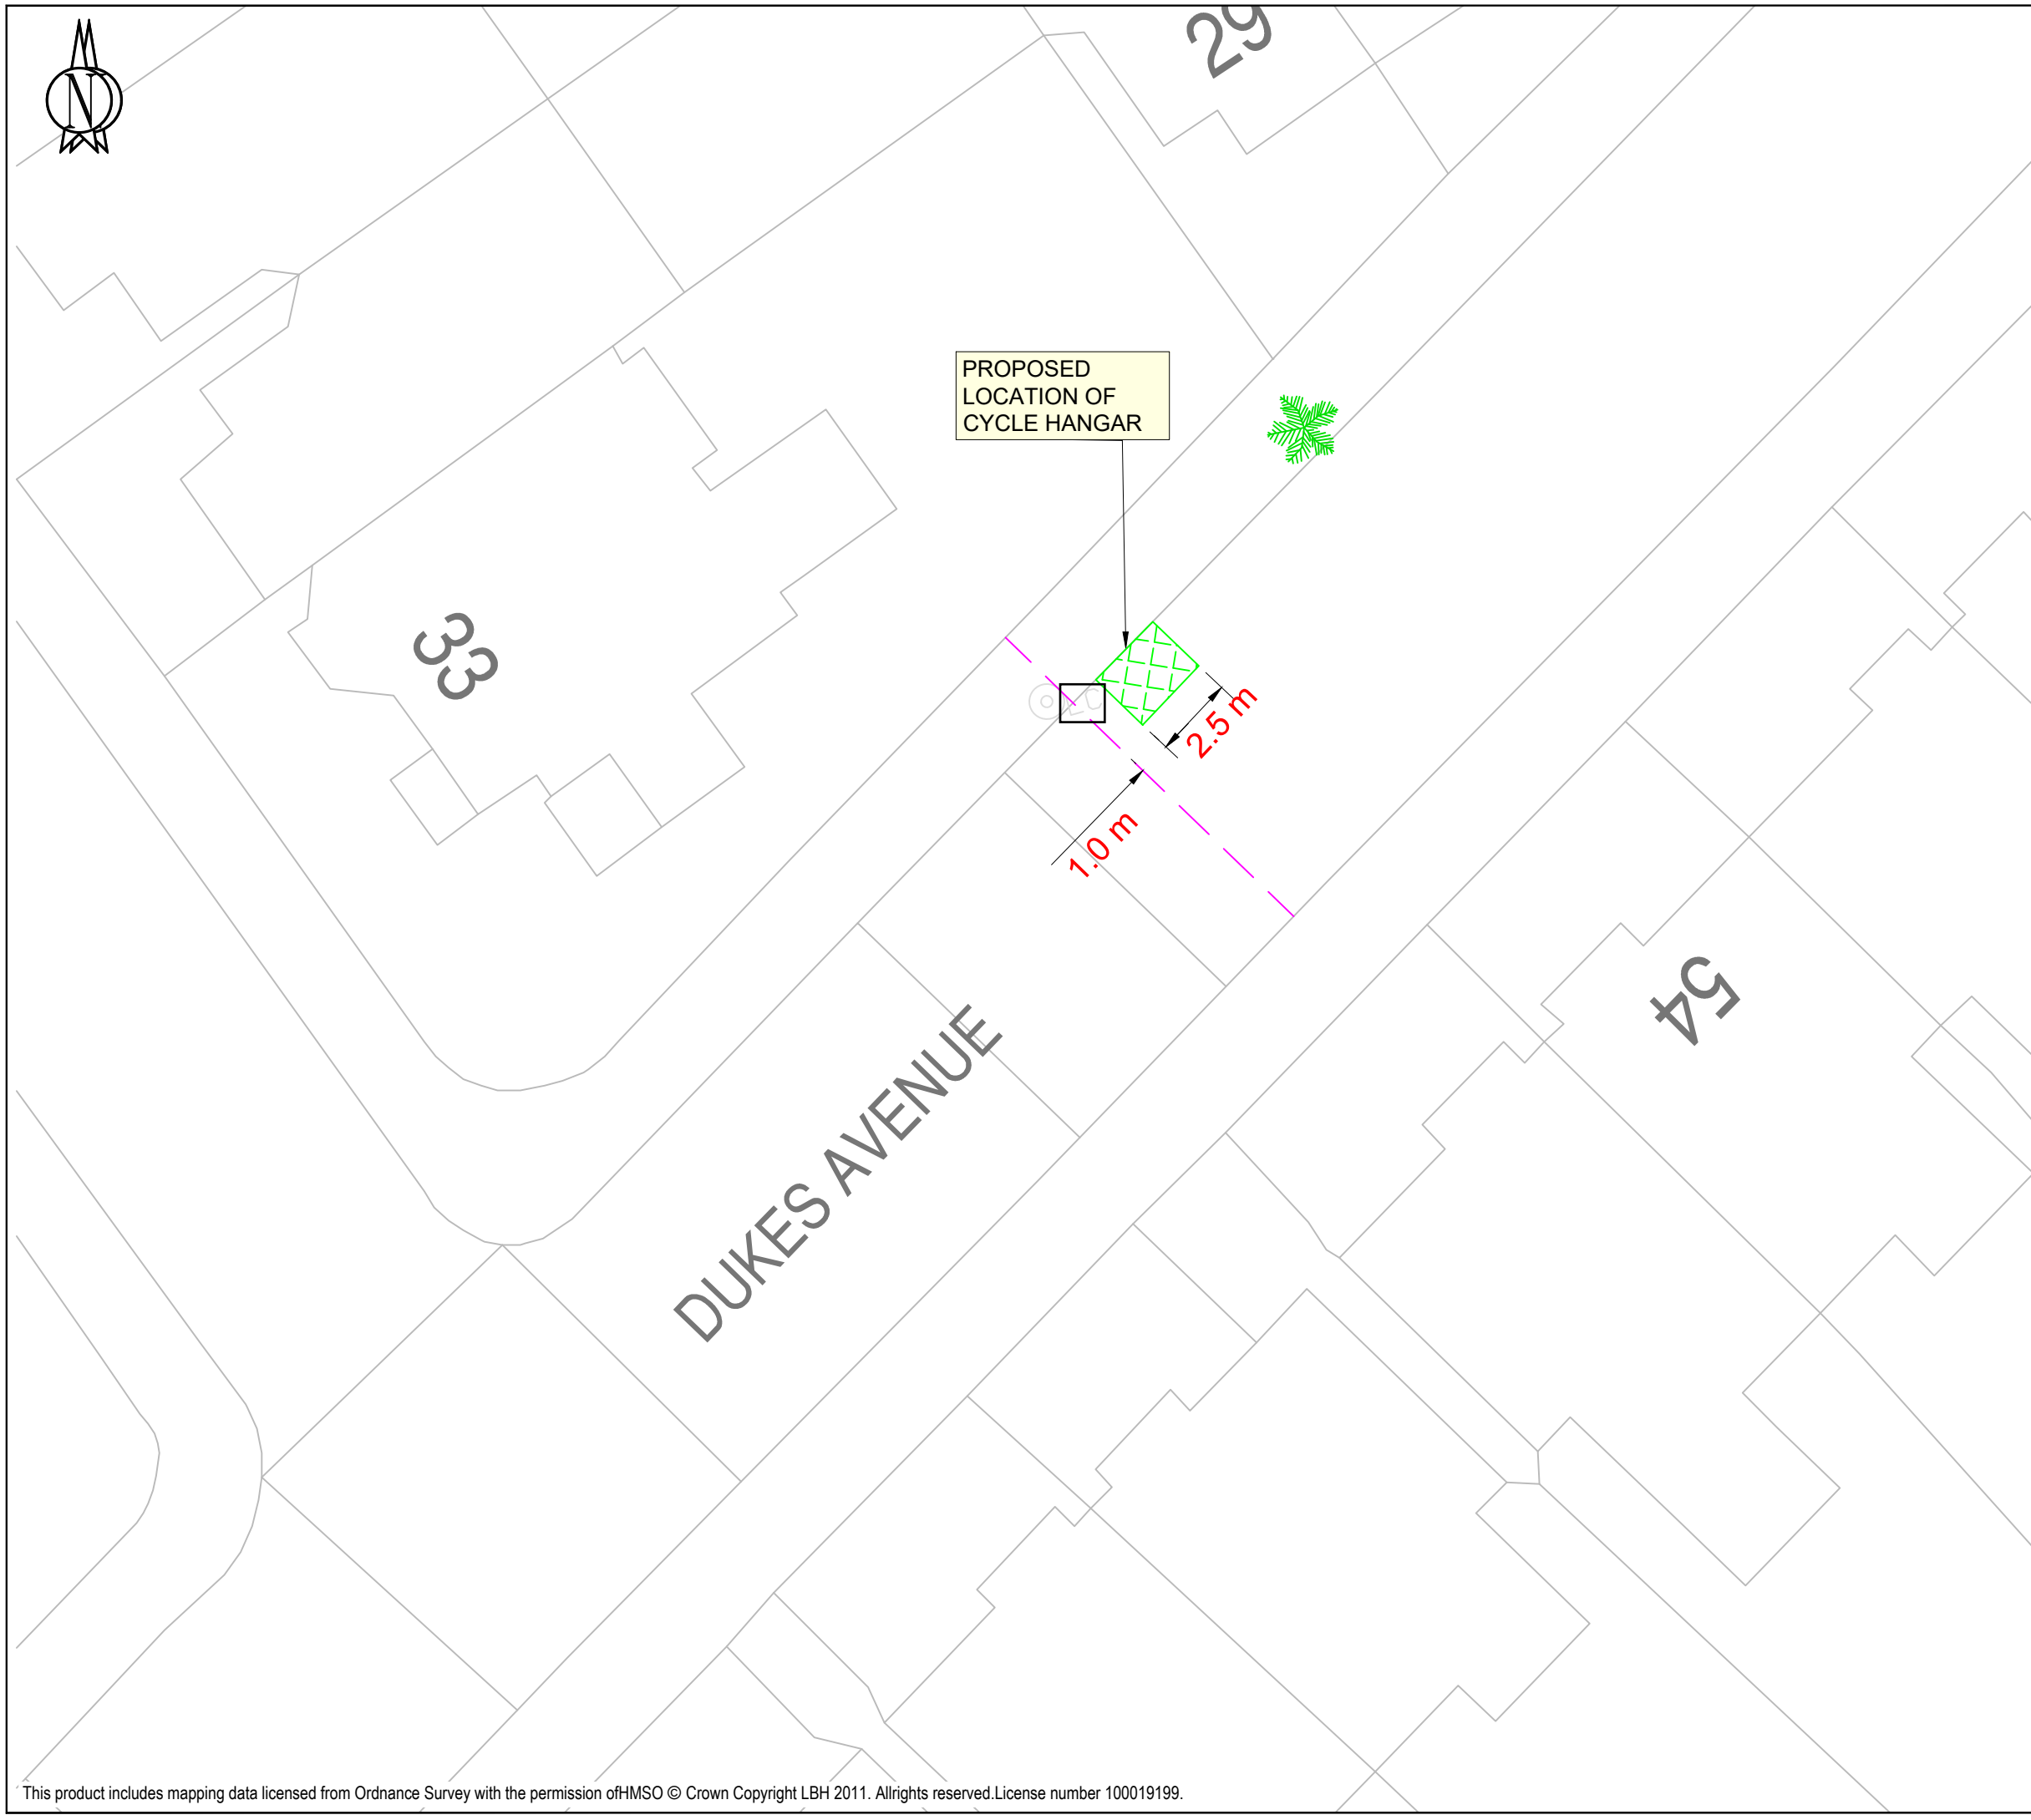 N
29
PROPOSED
LOCATION OF
CYCLE HANGAR
33
LC
2.5 m
1.0 m
54
DUKES AVENUE
This product includes mapping data licensed from Ordnance Survey with the permission ofHMSO © Crown Copyright LBH 2011. Allrights reserved.License number 100019199.